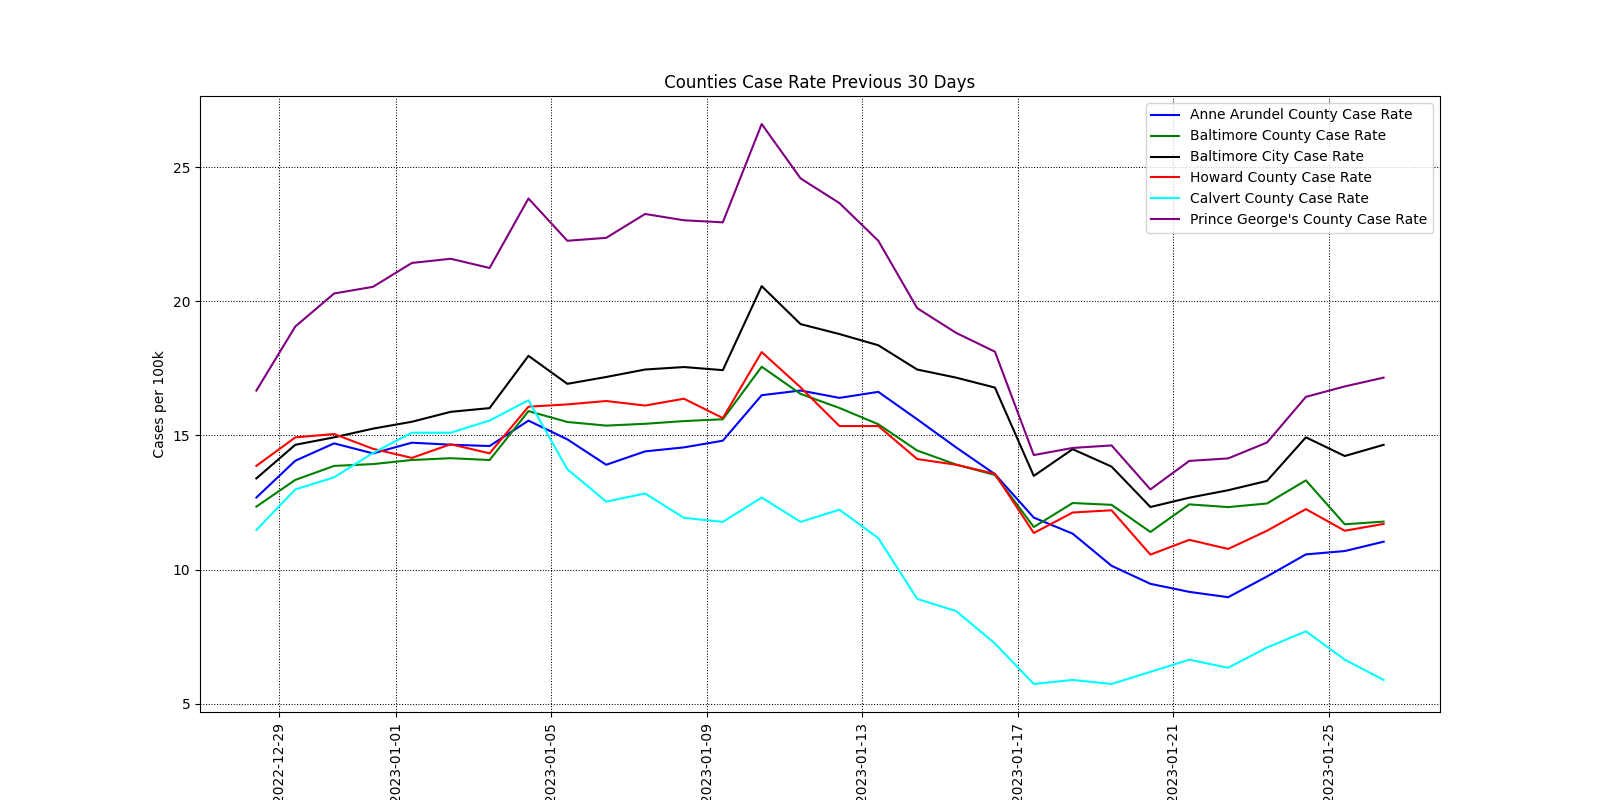 Counties Case Rate Previous 30 Days
Anne Arundel County Case Rate
Baltimore County Case Rate
Baltimore City Case Rate
Howard County Case Rate
Calvert County Case Rate
Prince George's County Case Rate
Cases per 100k
25
20
15
10
5
2022-12-29
2023-01-01
2023-01-05
2023-01-09
2023-01-13
2023-01-17
2023-01-21
2023-01-25